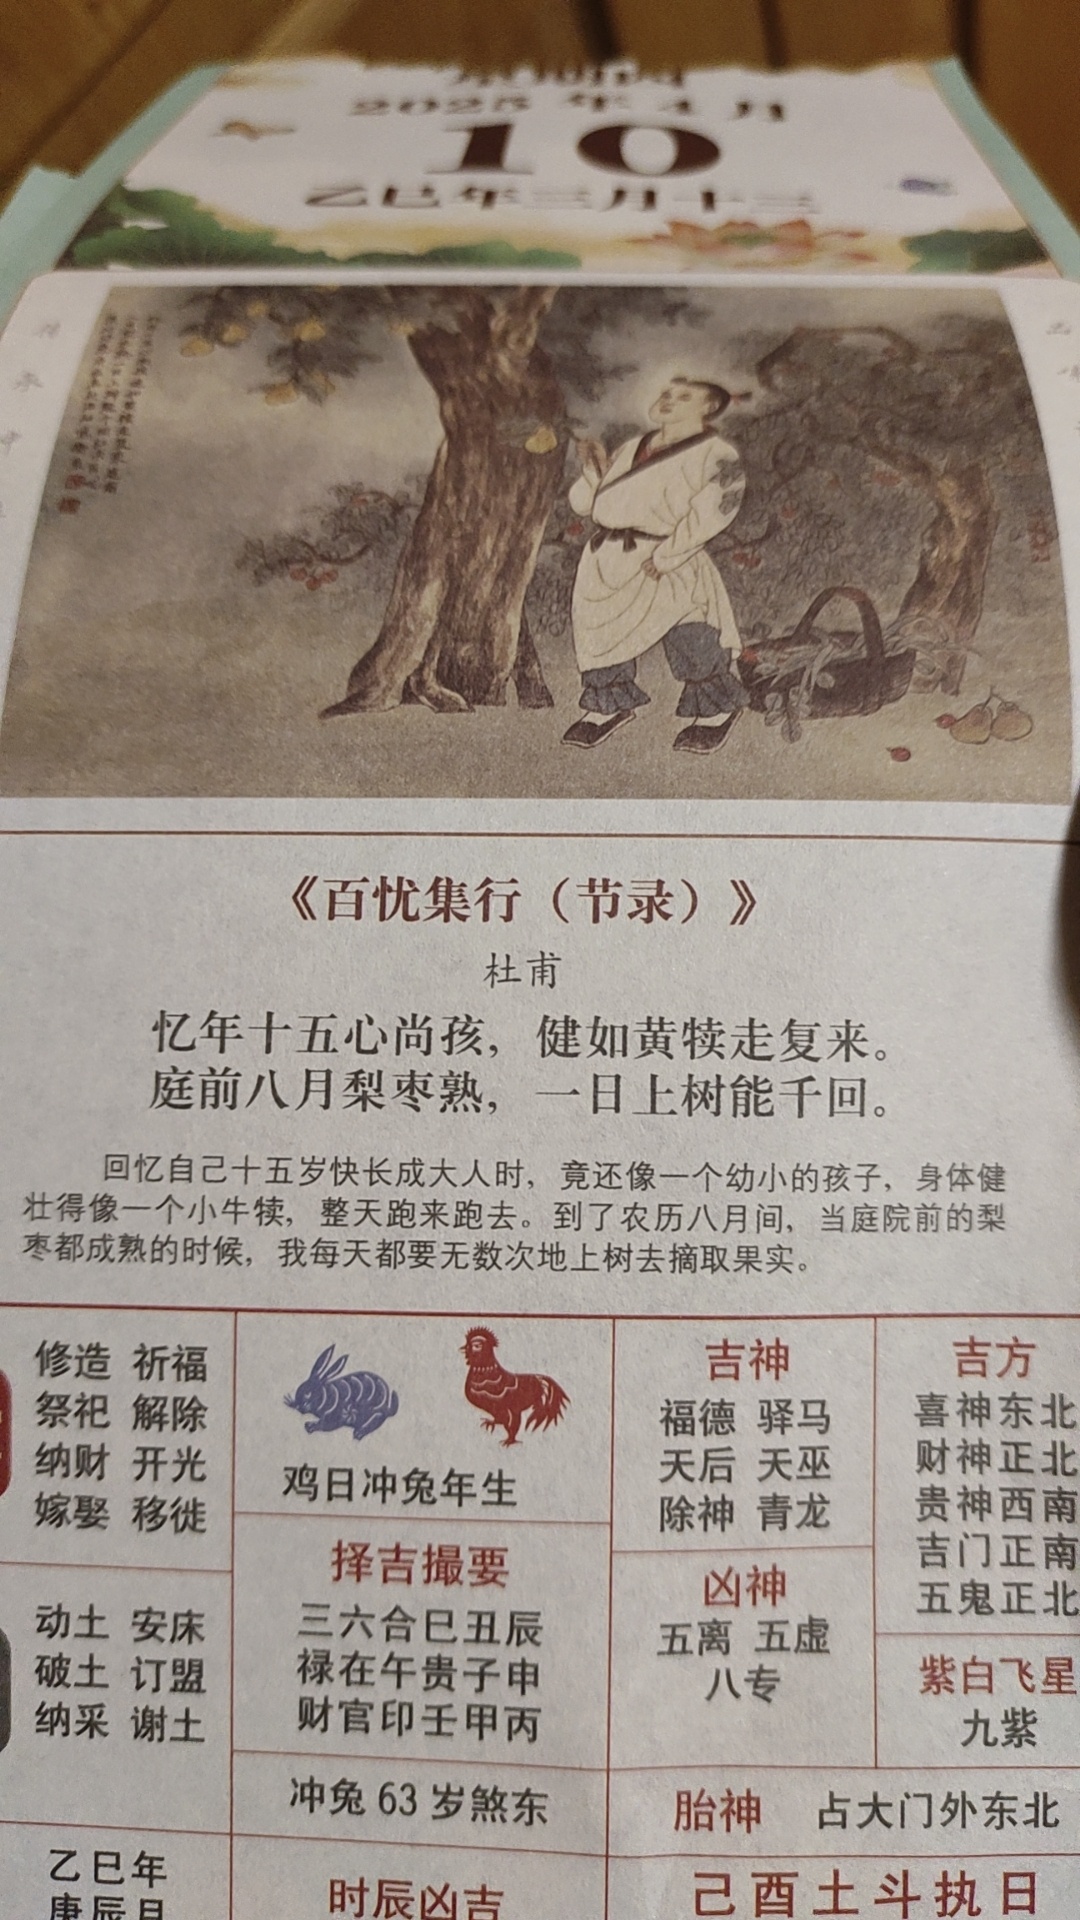 星期四
2025 年 4 月
10
乙巳年三月十三
《百忧集行（节录）》
杜甫
忆年十五心尚孩，健如黄犊走复来。
庭前八月梨枣熟，一日上树能千回。
回忆自己十五岁快长成大人时，竟还像一个幼小的孩子，身体健
壮得像一个小牛犊，整天跑来跑去。到了农历八月间，当庭院前的梨
枣都成熟的时候，我每天都要无数次地上树去摘取果实。
修造 祈福
祭祀 解除
纳财 开光
嫁娶 移徙
动土 安床
破土 订盟
纳采 谢土
鸡日冲兔年生
择吉撮要
三六合巳丑辰
禄在午贵子申
财官印壬甲丙
冲兔 63 岁煞东
吉神
福德 驿马
天后 天巫
除神 青龙
凶神
五离 五虚
八专
吉方
喜神东北
财神正北
贵神西南
吉门正南
五鬼正北
紫白飞星
九紫
胎神 占大门外东北
乙巳年
庚辰月
时辰凶吉
己酉土斗执日